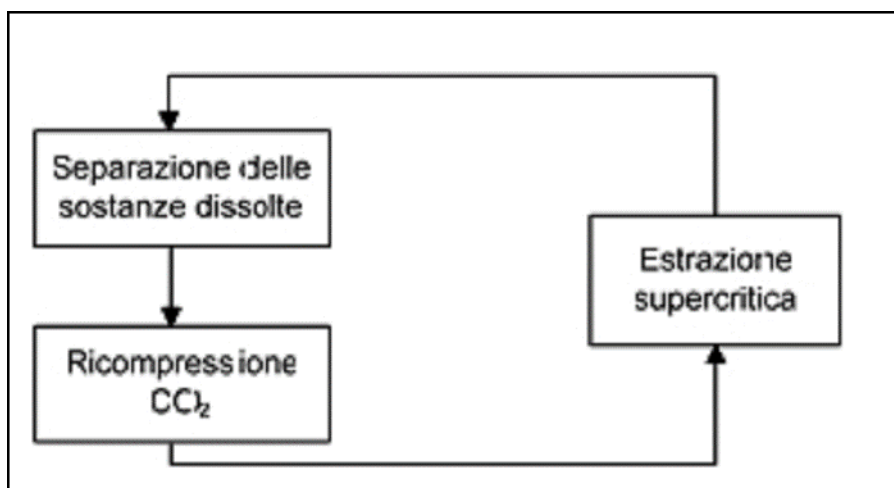 Separazione delle
sostanze dissolte
Estrazione
supercritica
Ricompressione
CO₂